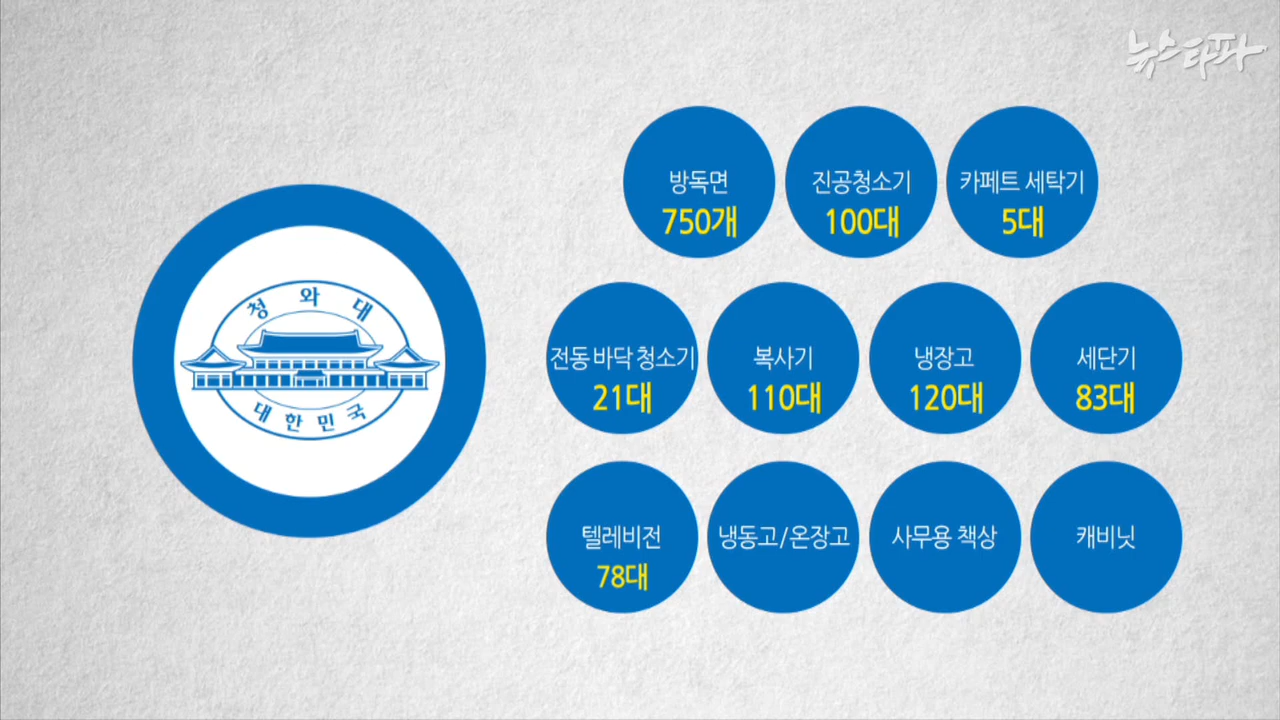 뉴스타파
청와대
대한민국
방독면
750개
진공청소기
100대
카페트 세탁기
5대
전동 바닥 청소기
21대
복사기
110대
냉장고
120대
세단기
83대
텔레비전
78대
냉동고/온장고
사무용 책상
캐비닛